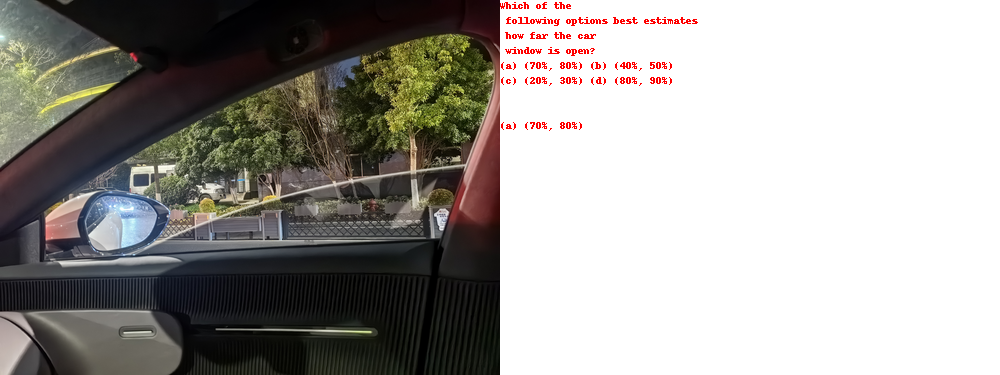 Which of the
following options best estimates
how far the car
window is open?
(a) (70%, 80%) (b) (40%, 50%)
(c) (20%, 30%) (d) (80%, 90%)
(a) (70%, 80%)